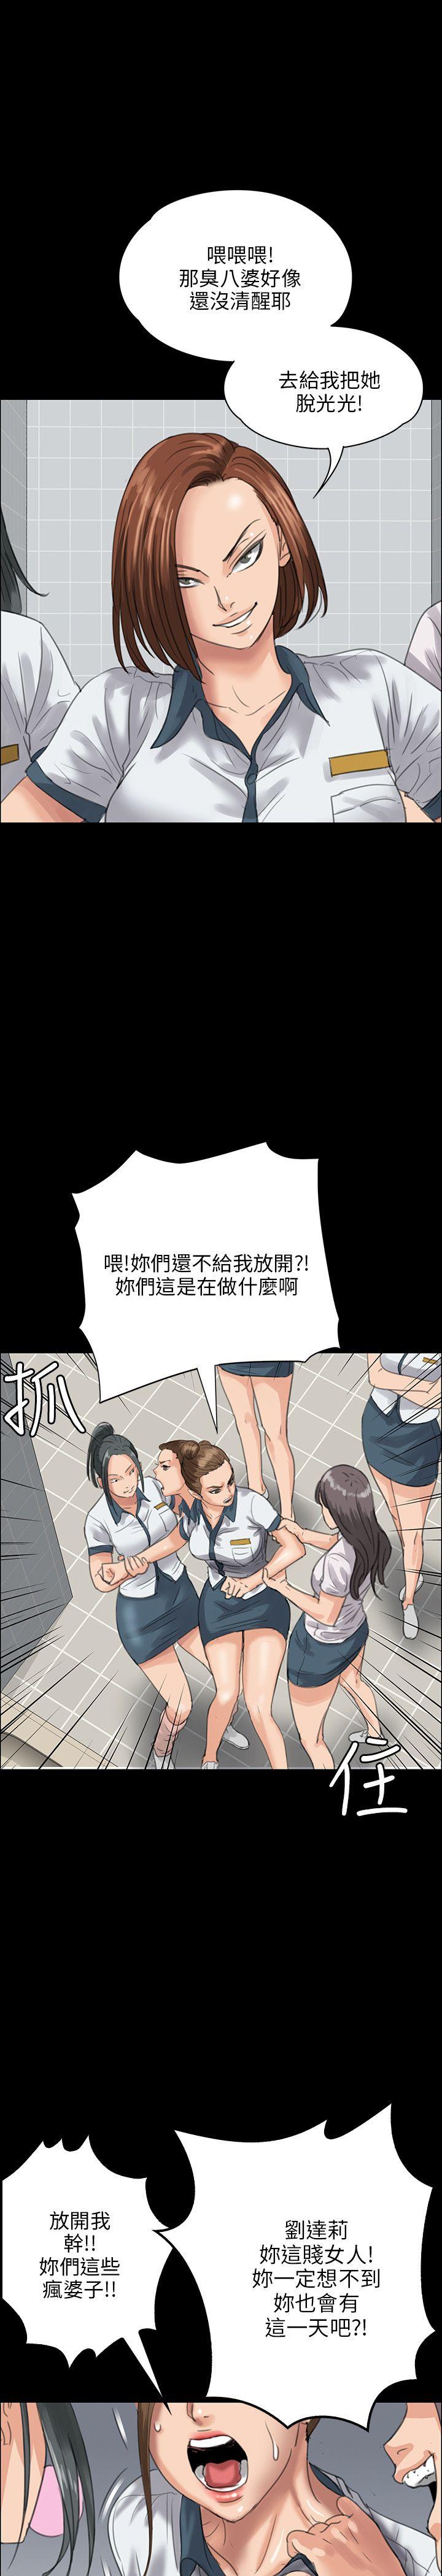 喂喂喂!
那臭八婆好像
還沒清醒耶
去給我把她
脫光光!
喂!妳們還不給我放開?!
妳們這是在做什麼啊
抓
住
放開我
幹!!
妳們這些
瘋婆子!!
劉達莉
妳這賤女人!
妳一定想不到
妳也會有
這一天吧?!